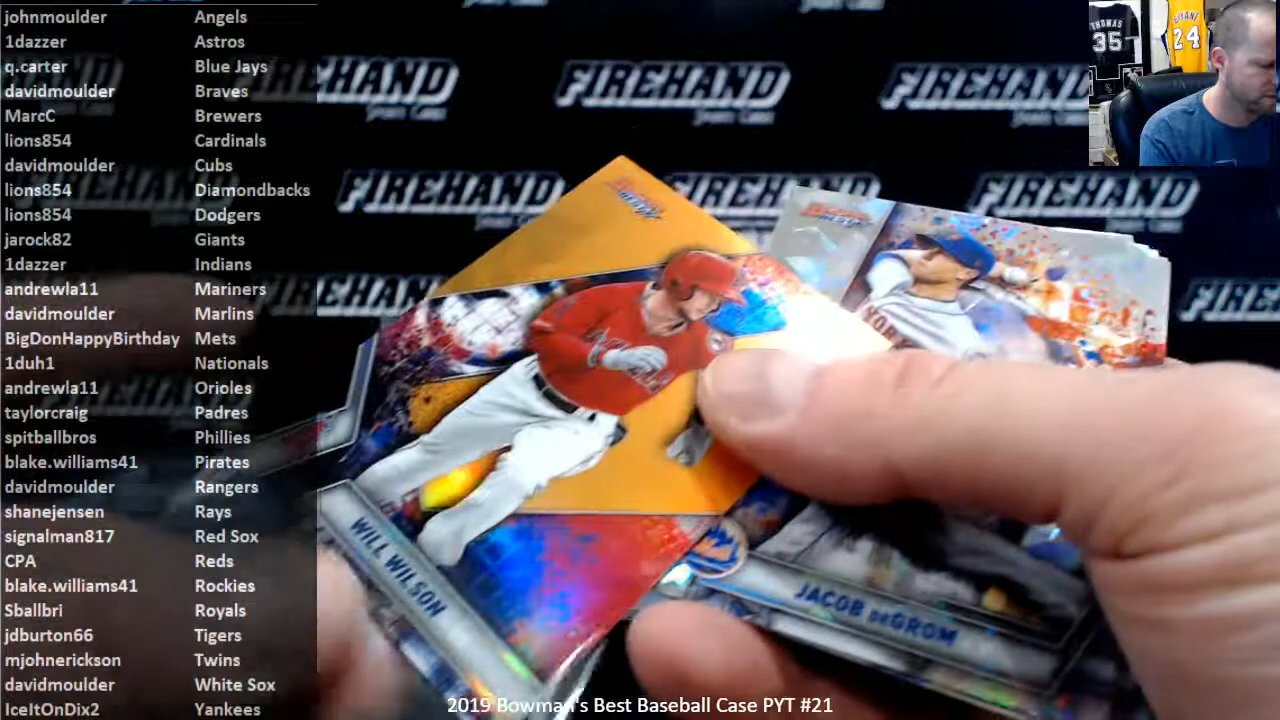 johnmoulder Angels
1dazzer Astros
q.carter Blue Jays
davidmoulder Braves
MarcC Brewers
lions854 Cardinals
davidmoulder Cubs
lions854 Diamondbacks
lions854 Dodgers
jarock82 Giants
1dazzer Indians
andrewla11 Mariners
davidmoulder Marlins
BigDonHappyBirthday Mets
1duh1 Nationals
andrewla11 Orioles
taylorcraig Padres
spitballbros Phillies
blake.williams41 Pirates
davidmoulder Rangers
shanejensen Rays
signalman817 Red Sox
CPA Reds
blake.williams41 Rockies
Sballbri Royals
jdburton66 Tigers
mjohnerickson Twins
davidmoulder White Sox
IceItOnDix2 Yankees
THOMAS
35
BRYANT
24
FIREHAND
FIREHAND
FIREHAND
FIREHAND
FIREHAND
FIREHAND
FIREHAND
WILL WILSON
JACOB deGROM
2019 Bowman's Best Baseball Case PYT #21